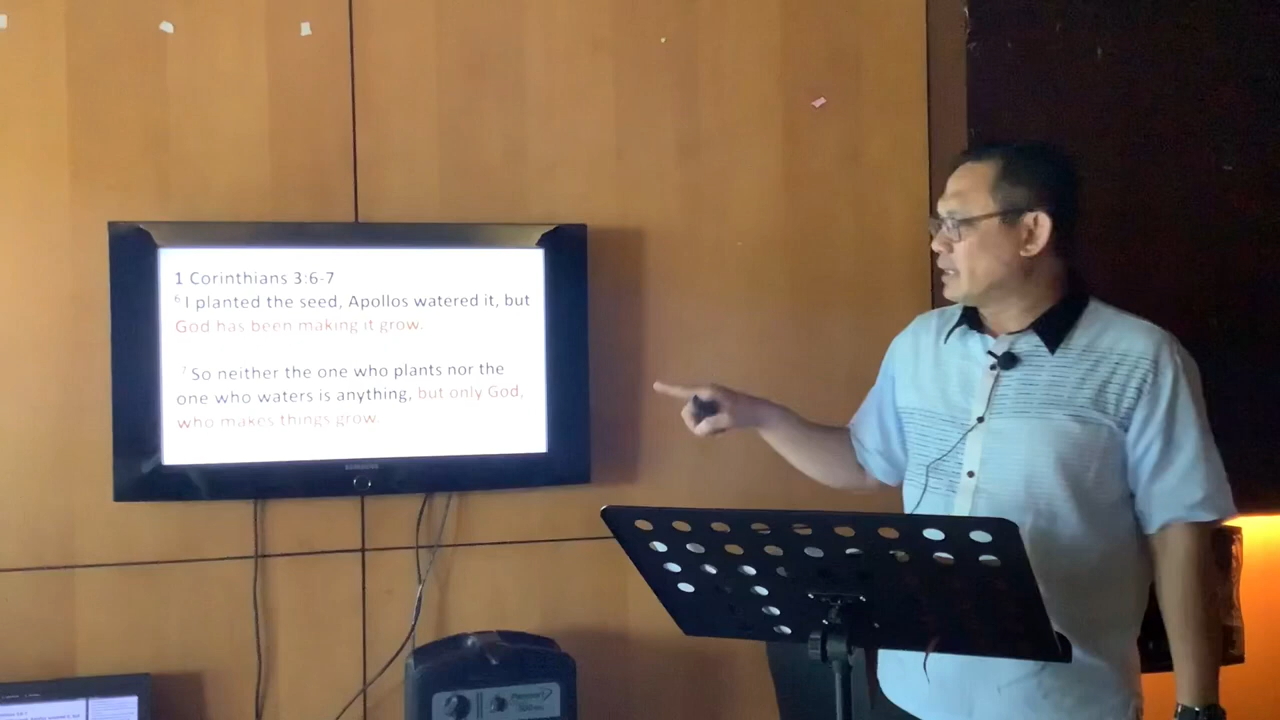 1 Corinthians 3:6-7
6 I planted the seed, Apollos watered it, but
God has been making it grow.
7 So neither the one who plants nor the
one who waters is anything, but only God,
who makes things grow.
SAMSUNG